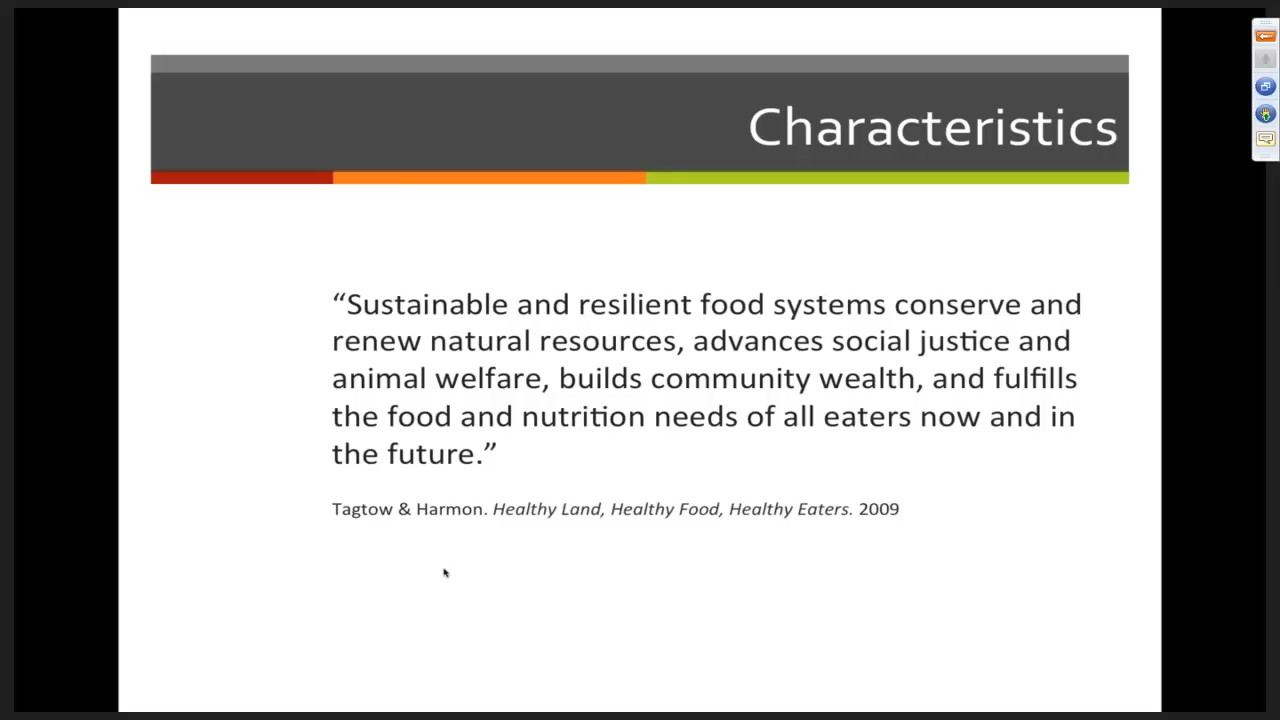 Characteristics
“Sustainable and resilient food systems conserve and
renew natural resources, advances social justice and
animal welfare, builds community wealth, and fulfills
the food and nutrition needs of all eaters now and in
the future.”
Tagtow & Harmon. Healthy Land, Healthy Food, Healthy Eaters. 2009